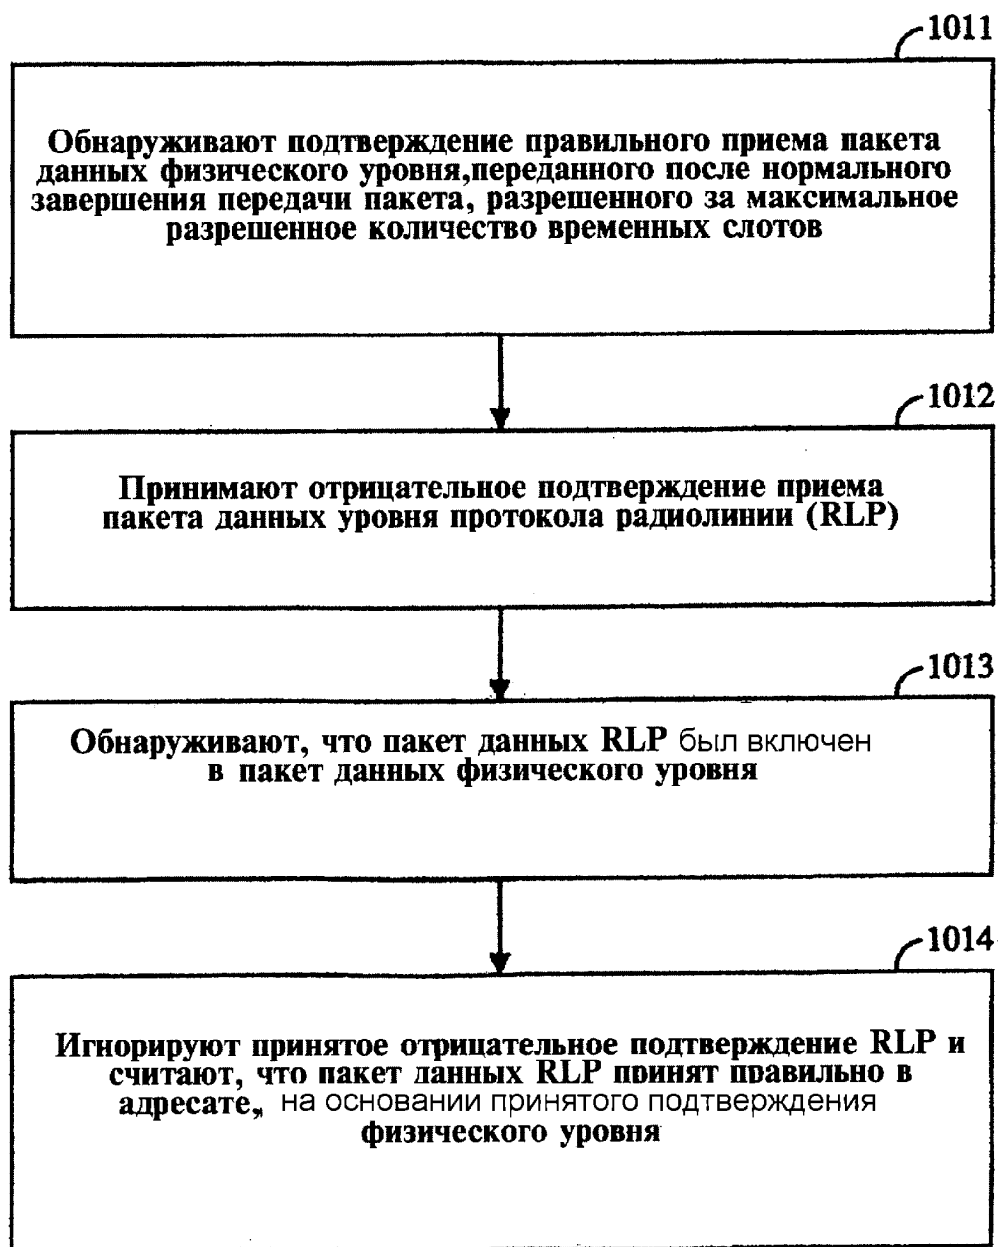 1011
Обнаруживают подтверждение правильного приема пакета
данных физического уровня,переданного после нормального
завершения передачи пакета, разрешенного за максимальное
разрешенное количество временных слотов
1012
Принимают отрицательное подтверждение приема
пакета данных уровня протокола радиолинии (RLP)
1013
Обнаруживают, что пакет данных RLP был включен
в пакет данных физического уровня
1014
Игнорируют принятое отрицательное подтверждение RLP и
считают, что пакет данных RLP принят правильно в
адресате, на основании принятого подтверждения
физического уровня